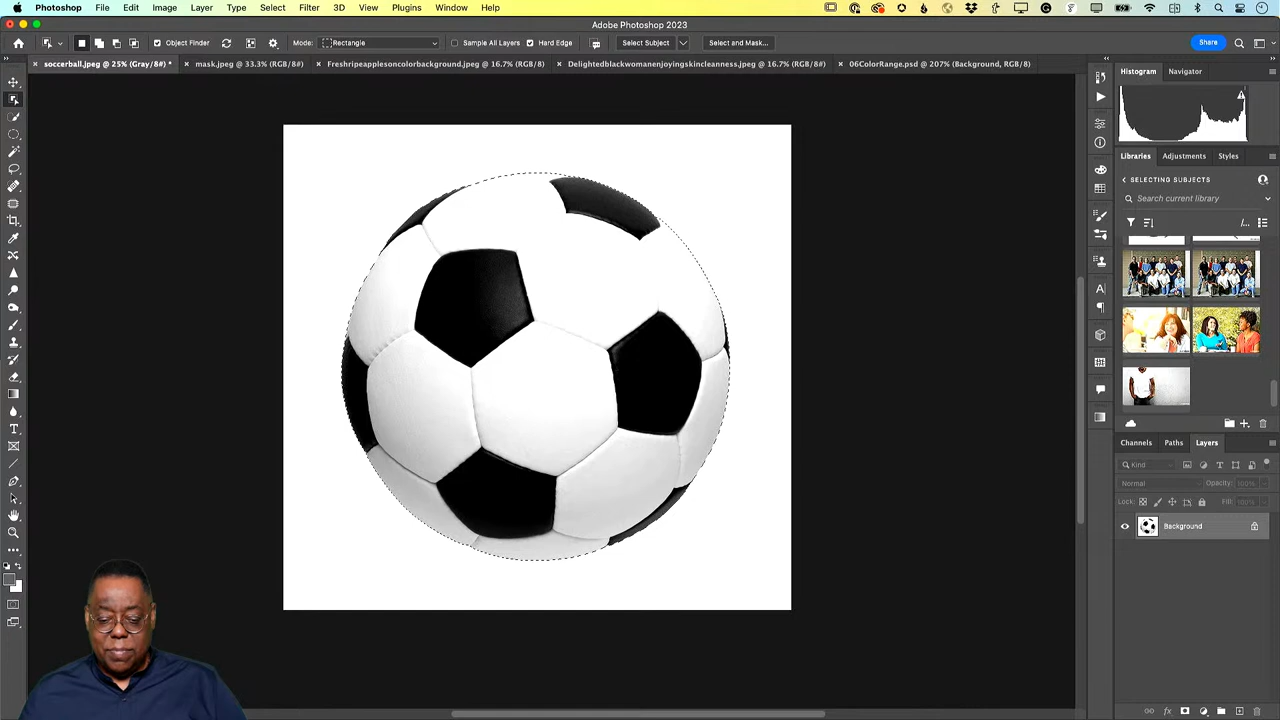 Photoshop File Edit Image Layer Type Select Filter 3D View Plugins Window Help
Adobe Photoshop 2023
Object Finder Mode: Rectangle Sample All Layers Hard Edge Select Subject Select and Mask... Share
soccerball.jpeg @ 25% (Gray/8#) * mask.jpeg @ 33.3% (RGB/8#) Freshripeapplesoncolorbackground.jpeg @ 16.7% (RGB/8#) Delightedblackwomanenjoyingskincleanness.jpeg @ 16.7% (RGB/8#) 06ColorRange.psd @ 207% (Background, RGB/8)
Histogram Navigator
Libraries Adjustments Styles
SELECTING SUBJECTS
Search current library
Channels Paths Layers
Kind
Normal Opacity: 100%
Lock: Fill: 100%
Background